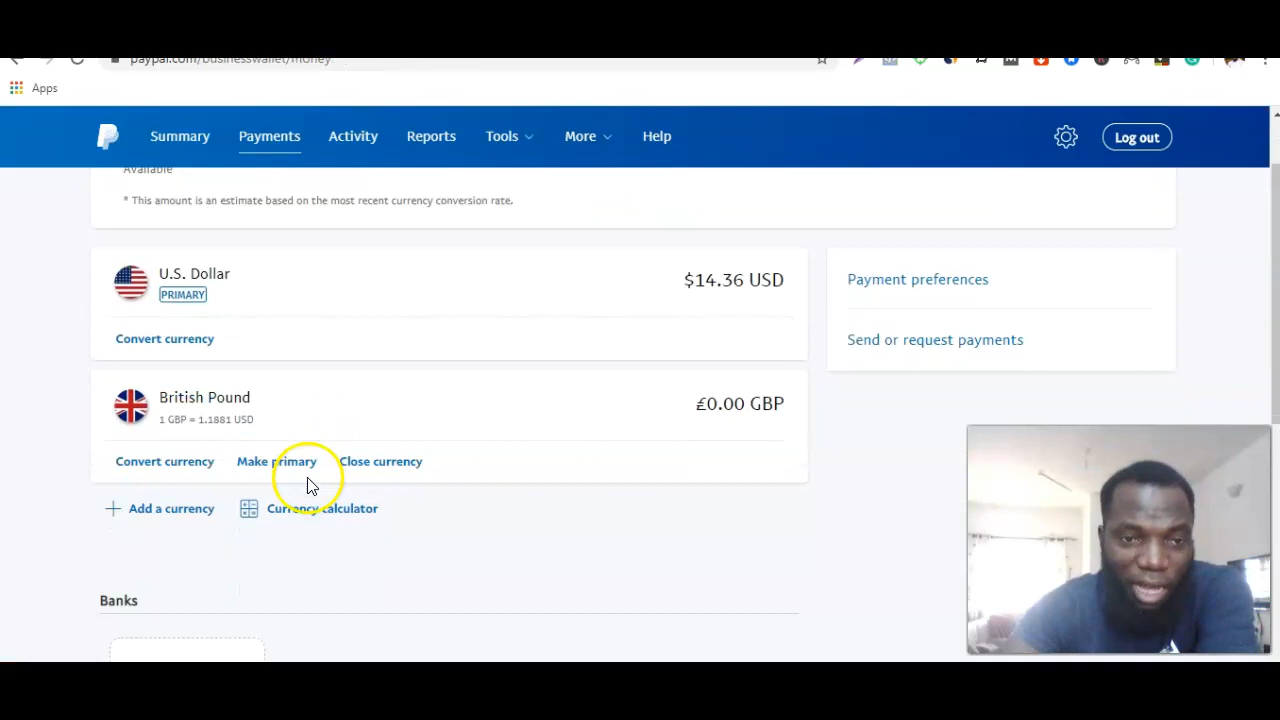 paypal.com/businesswallet/money
Apps
Summary Payments Activity Reports Tools More Help Log out
Available
* This amount is an estimate based on the most recent currency conversion rate.
U.S. Dollar $14.36 USD
PRIMARY
Convert currency
Payment preferences
Send or request payments
British Pound £0.00 GBP
1 GBP = 1.1881 USD
Convert currency Make primary Close currency
Add a currency Currency calculator
Banks